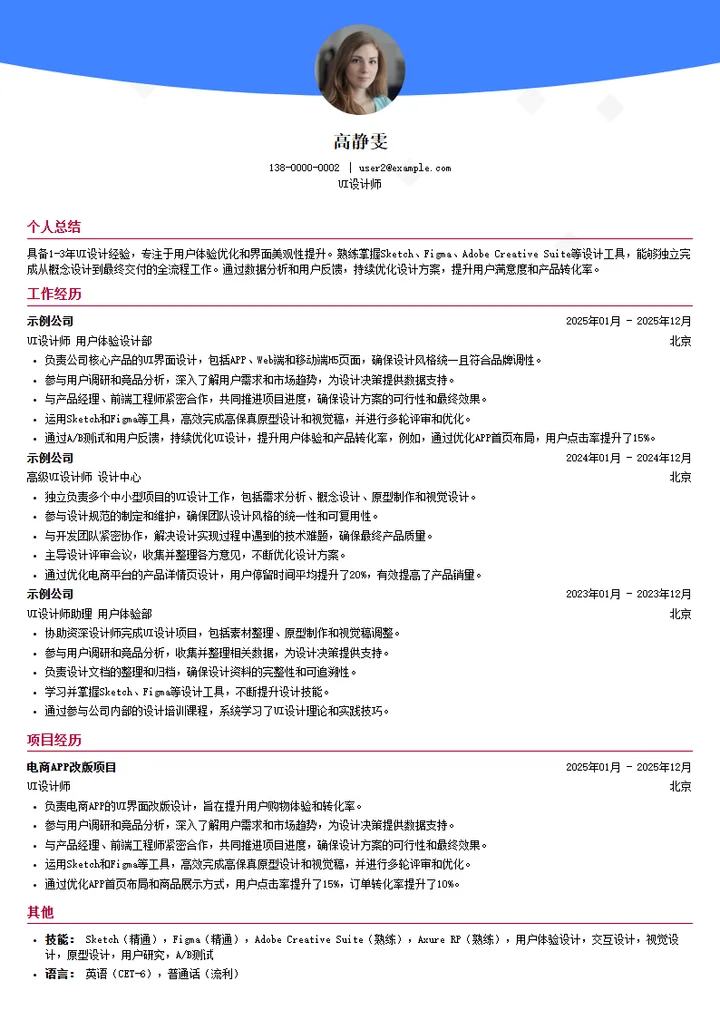 高静雯
138-0000-0002 | user2@example.com
UI设计师
个人总结
具备1-3年UI设计经验，专注于用户体验优化和界面美观性提升。熟练掌握Sketch、Figma、Adobe Creative Suite等设计工具，能够独立完
成从概念设计到最终交付的全流程工作。通过数据分析和用户反馈，持续优化设计方案，提升用户满意度和产品转化率。
工作经历
示例公司 2025年01月 - 2025年12月
UI设计师 用户体验设计部 北京
• 负责公司核心产品的UI界面设计，包括APP、Web端和移动端H5页面，确保设计风格统一且符合品牌调性。
• 参与用户调研和竞品分析，深入了解用户需求和市场趋势，为设计决策提供数据支持。
• 与产品经理、前端工程师紧密合作，共同推进项目进度，确保设计方案的可行性和最终效果。
• 运用Sketch和Figma等工具，高效完成高保真原型设计和视觉稿，并进行多轮评审和优化。
• 通过A/B测试和用户反馈，持续优化UI设计，提升用户体验和产品转化率，例如，通过优化APP首页布局，用户点击率提升了15%。
示例公司 2024年01月 - 2024年12月
高级UI设计师 设计中心 北京
• 独立负责多个中小型项目的UI设计工作，包括需求分析、概念设计、原型制作和视觉设计。
• 参与设计规范的制定和维护，确保团队设计风格的统一性和可复用性。
• 与开发团队紧密协作，解决设计实现过程中遇到的技术难题，确保最终产品质量。
• 主导设计评审会议，收集并整理各方意见，不断优化设计方案。
• 通过优化电商平台的产品详情页设计，用户停留时间平均提升了20%，有效提高了产品销量。
示例公司 2023年01月 - 2023年12月
UI设计师助理 用户体验部 北京
• 协助资深设计师完成UI设计项目，包括素材整理、原型制作和视觉稿调整。
• 参与用户调研和竞品分析，收集并整理相关数据，为设计决策提供支持。
• 负责设计文档的整理和归档，确保设计资料的完整性和可追溯性。
• 学习并掌握Sketch、Figma等设计工具，不断提升设计技能。
• 通过参与公司内部的设计培训课程，系统学习了UI设计理论和实践技巧。
项目经历
电商APP改版项目 2025年01月 - 2025年12月
UI设计师 北京
• 负责电商APP的UI界面改版设计，旨在提升用户购物体验和转化率。
• 参与用户调研和竞品分析，深入了解用户需求和市场趋势，为设计决策提供数据支持。
• 与产品经理、前端工程师紧密合作，共同推进项目进度，确保设计方案的可行性和最终效果。
• 运用Sketch和Figma等工具，高效完成高保真原型设计和视觉稿，并进行多轮评审和优化。
• 通过优化APP首页布局和商品展示方式，用户点击率提升了15%，订单转化率提升了10%。
其他
• 技能： Sketch（精通），Figma（精通），Adobe Creative Suite（熟练），Axure RP（熟练），用户体验设计，交互设计，视觉设
计，原型设计，用户研究，A/B测试
• 语言： 英语（CET-6），普通话（流利）